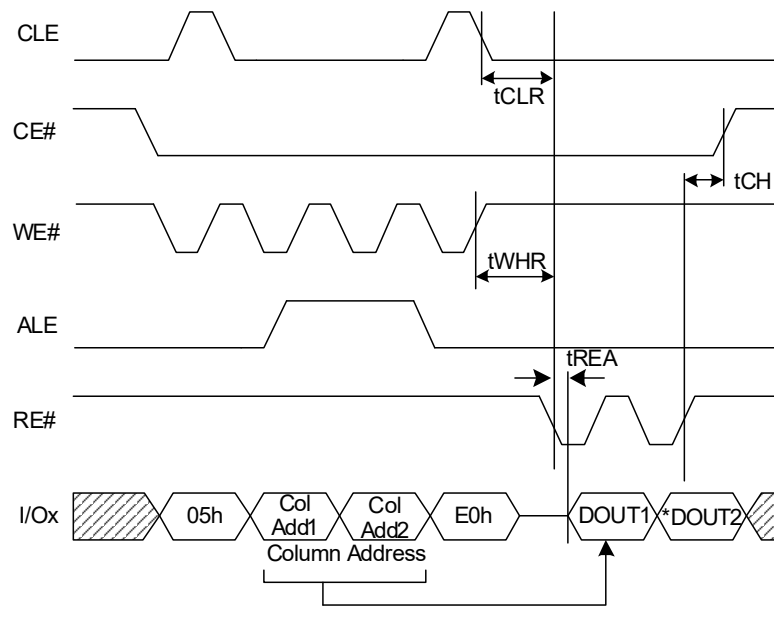 CLE
tCLR
CE#
tCH
WE#
tWHR
ALE
tREA
RE#
I/Ox
05h
Col
Add1
Col
Add2
E0h
DOUT1
*DOUT2
Column Address